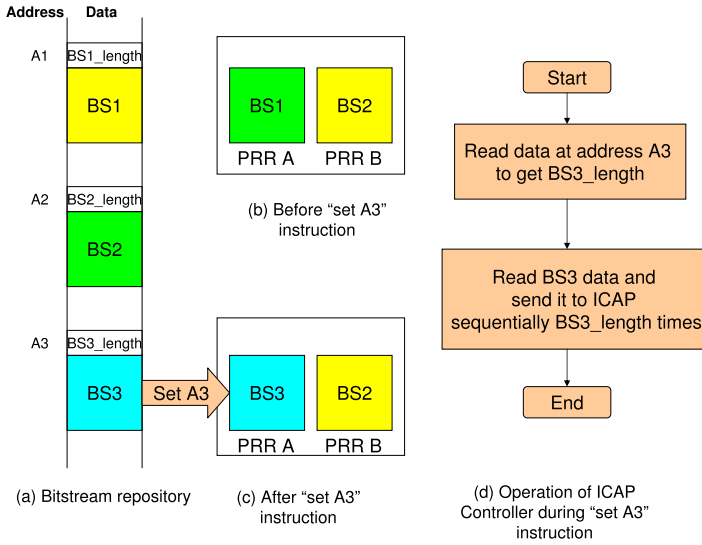 Address Data
A1
BS1_length
BS1
A2
BS2_length
BS2
A3
BS3_length
BS3
Set A3
(a) Bitstream repository
BS1
BS2
PRR A
PRR B
(b) Before “set A3”
instruction
BS3
BS2
PRR A
PRR B
(c) After “set A3”
instruction
Start
Read data at address A3
to get BS3_length
Read BS3 data and
send it to ICAP
sequentially BS3_length times
End
(d) Operation of ICAP
Controller during “set A3”
instruction